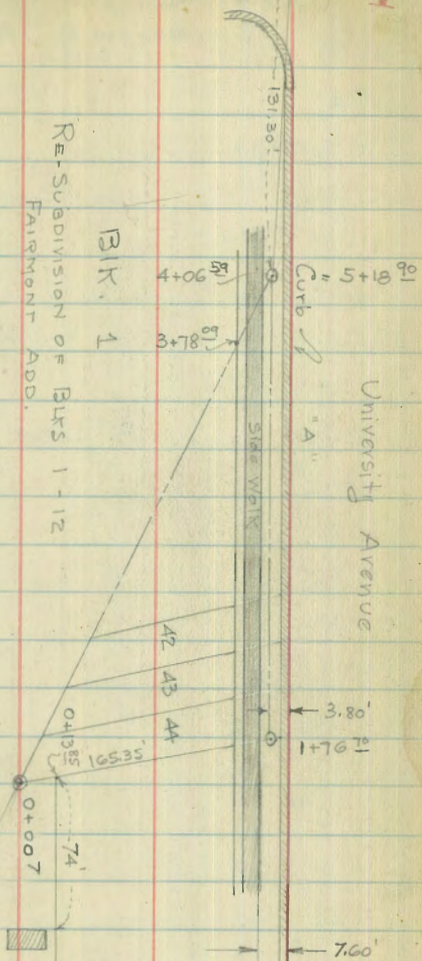 131.30'
University Avenue
"A"
Curb
C = 5+18 90
4+06 59
3+78 09
Side Walk
Blk. 1
RE-SUBDIVISION OF BLKS 1-12
FAIRMONT ADD.
42
43
44
3.80'
1+76 70
0+13 85
165.35'
74'
0+00 7
7.60'